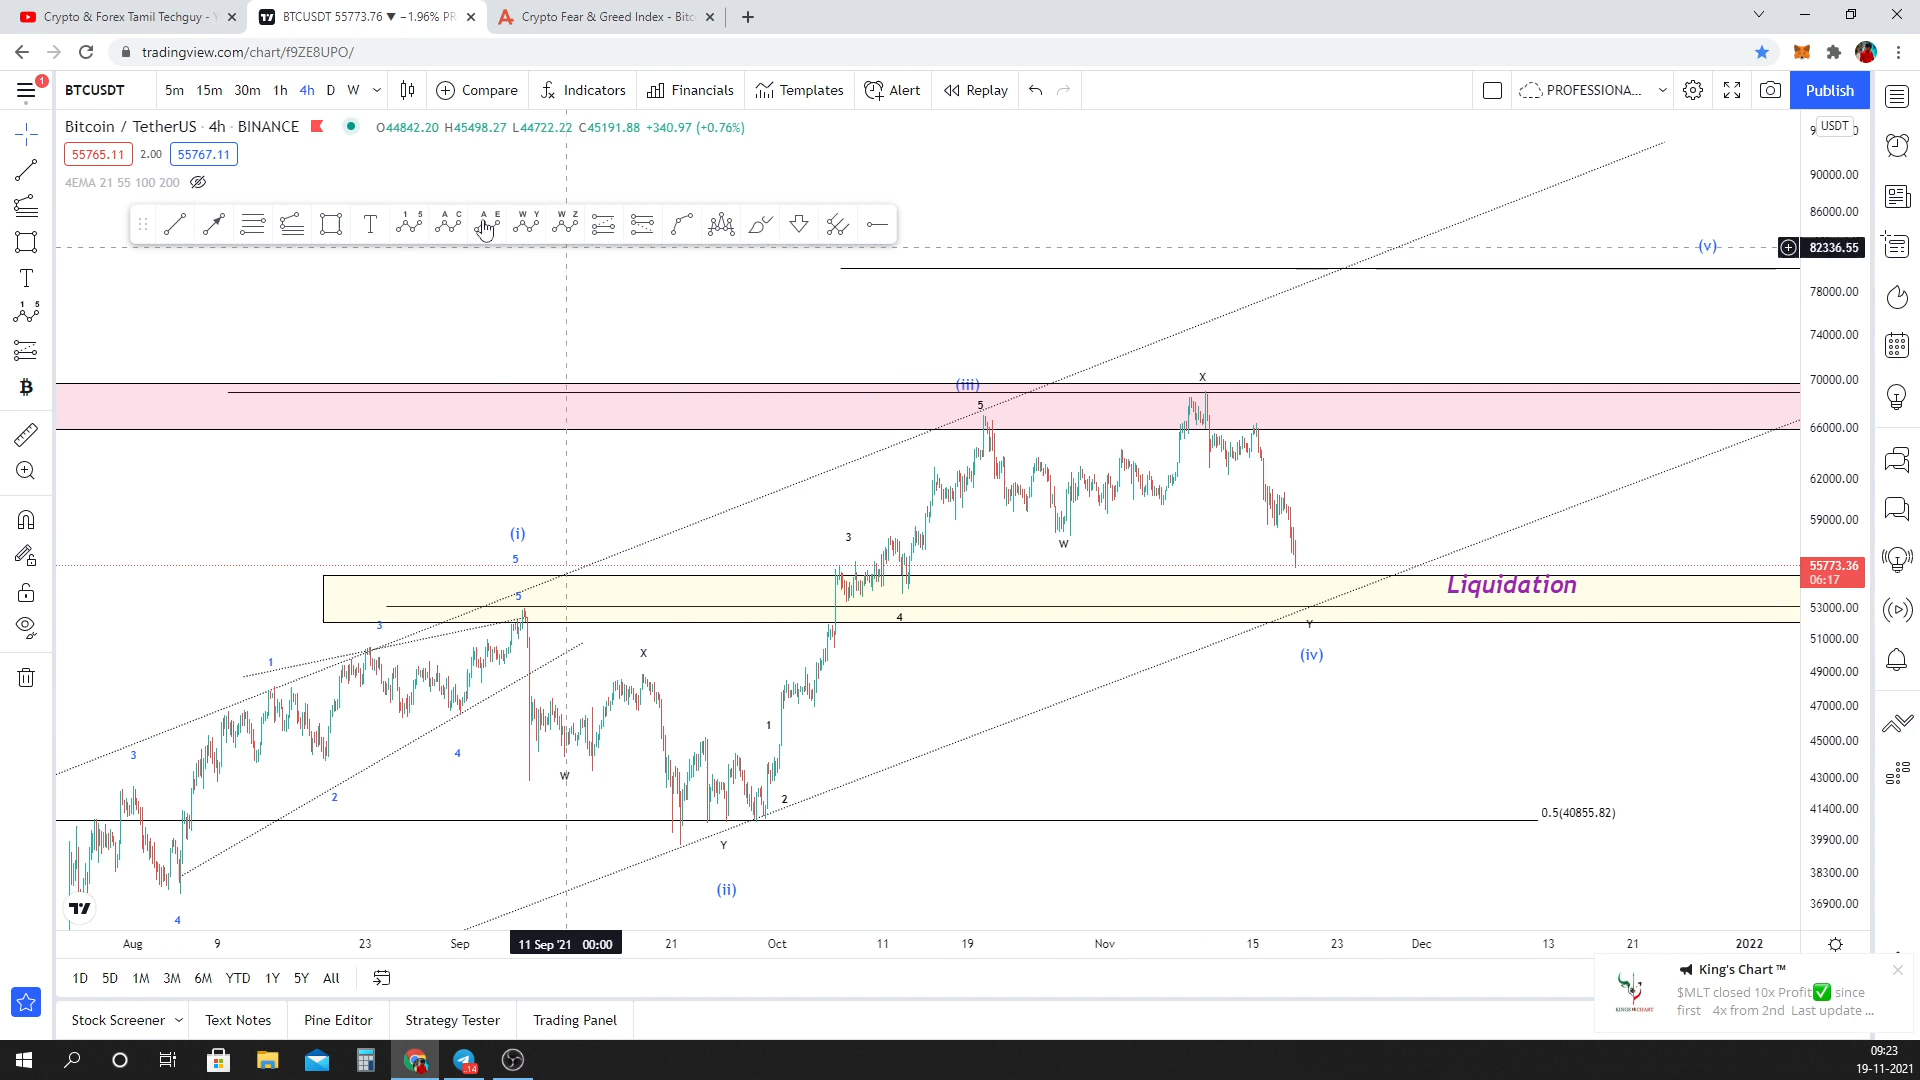 Crypto & Forex Tamil Techguy - Y
BTCUSDT 55773.76 ▼ −1.96% PR
Crypto Fear & Greed Index - Bitc
tradingview.com/chart/f9ZE8UPO/
1
BTCUSDT
5m 15m 30m 1h 4h D W
Compare
Indicators
Financials
Templates
Alert
Replay
PROFESSIONA...
Publish
Bitcoin / TetherUS · 4h · BINANCE
O44842.20 H45498.27 L44722.22 C45191.88 +340.97 (+0.76%)
USDT
55765.11 2.00 55767.11
4EMA 21 55 100 200
T
1 5
A C
A E
W Y
W Z
T
1 5
90000.00
86000.00
(v)
82336.55
78000.00
74000.00
X
70000.00
(iii)
5
66000.00
62000.00
59000.00
(i)
3
W
5
55773.36
06:17
Liquidation
5
53000.00
4
3
Y
51000.00
X
(iv)
1
49000.00
47000.00
1
3
4
45000.00
W
43000.00
2
2
41400.00
0.5(40855.82)
Y
39900.00
38300.00
(ii)
36900.00
4
Aug 9 23 Sep 11 Sep '21 00:00 21 Oct 11 19 Nov 15 23 Dec 13 21 2022
1D 5D 1M 3M 6M YTD 1Y 5Y All
King's Chart ™
$MLT closed 10x Profit✅ since
first 4x from 2nd Last update ...
KINGS CHART
Stock Screener
Text Notes
Pine Editor
Strategy Tester
Trading Panel
14
09:23
19-11-2021